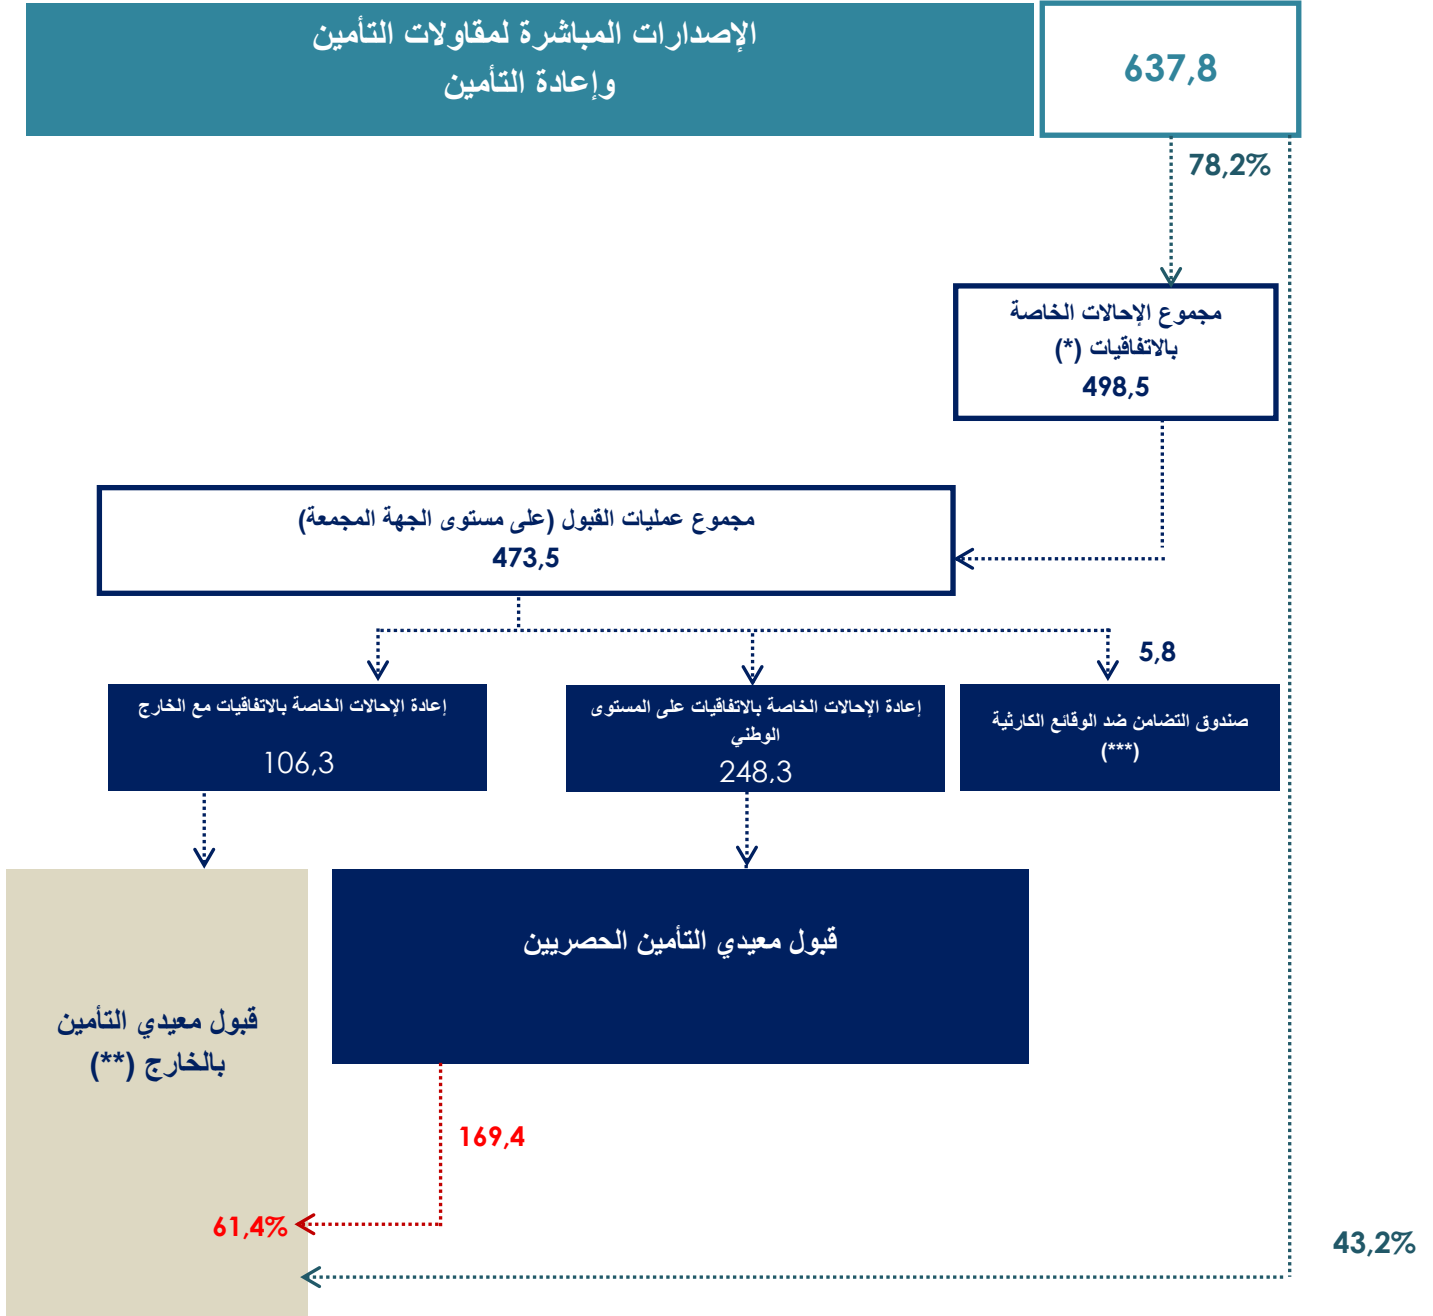 الإصدارات المباشرة لمقاولات التأمين
وإعادة التأمين
637,8
78,2%
مجموع الإحالات الخاصة
بالاتفاقيات (*)
498,5
مجموع عمليات القبول (على مستوى الجهة المجمعة)
473,5
5,8
صندوق التضامن ضد الوقائع الكارثية
(***)
إعادة الإحالات الخاصة بالاتفاقيات على المستوى
الوطني
248,3
إعادة الإحالات الخاصة بالاتفاقيات مع الخارج
106,3
قبول معيدي التأمين الحصريين
قبول معيدي التأمين
بالخارج (**)
169,4
61,4%
43,2%